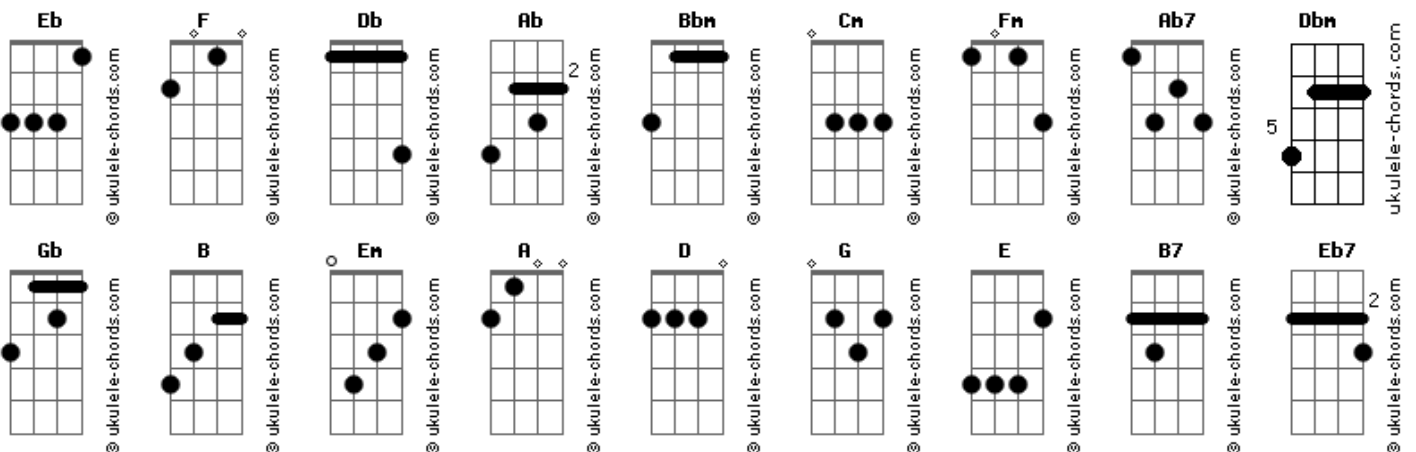 Eb F Db Ab Bbm Cm Fm Ab7 Dbm
2
5
© ukulele-chords.com © ukulele-chords.com © ukulele-chords.com © ukulele-chords.com © ukulele-chords.com © ukulele-chords.com © ukulele-chords.com © ukulele-chords.com ukulele-chords.com
Gb B Em A D G E B7 Eb7
2
© ukulele-chords.com © ukulele-chords.com © ukulele-chords.com © ukulele-chords.com © ukulele-chords.com © ukulele-chords.com © ukulele-chords.com © ukulele-chords.com © ukulele-chords.com